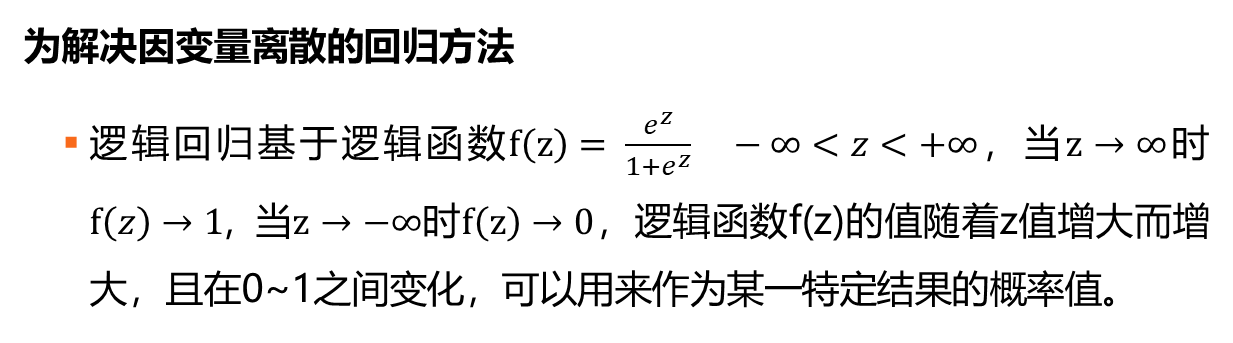 为解决因变量离散的回归方法
▪ 逻辑回归基于逻辑函数f(z) = e^z/(1+e^z)  −∞ < z < +∞，当z → ∞时
f(z) → 1, 当z → −∞时f(z) → 0，逻辑函数f(z)的值随着z值增大而增
大，且在0~1之间变化，可以用来作为某一特定结果的概率值。